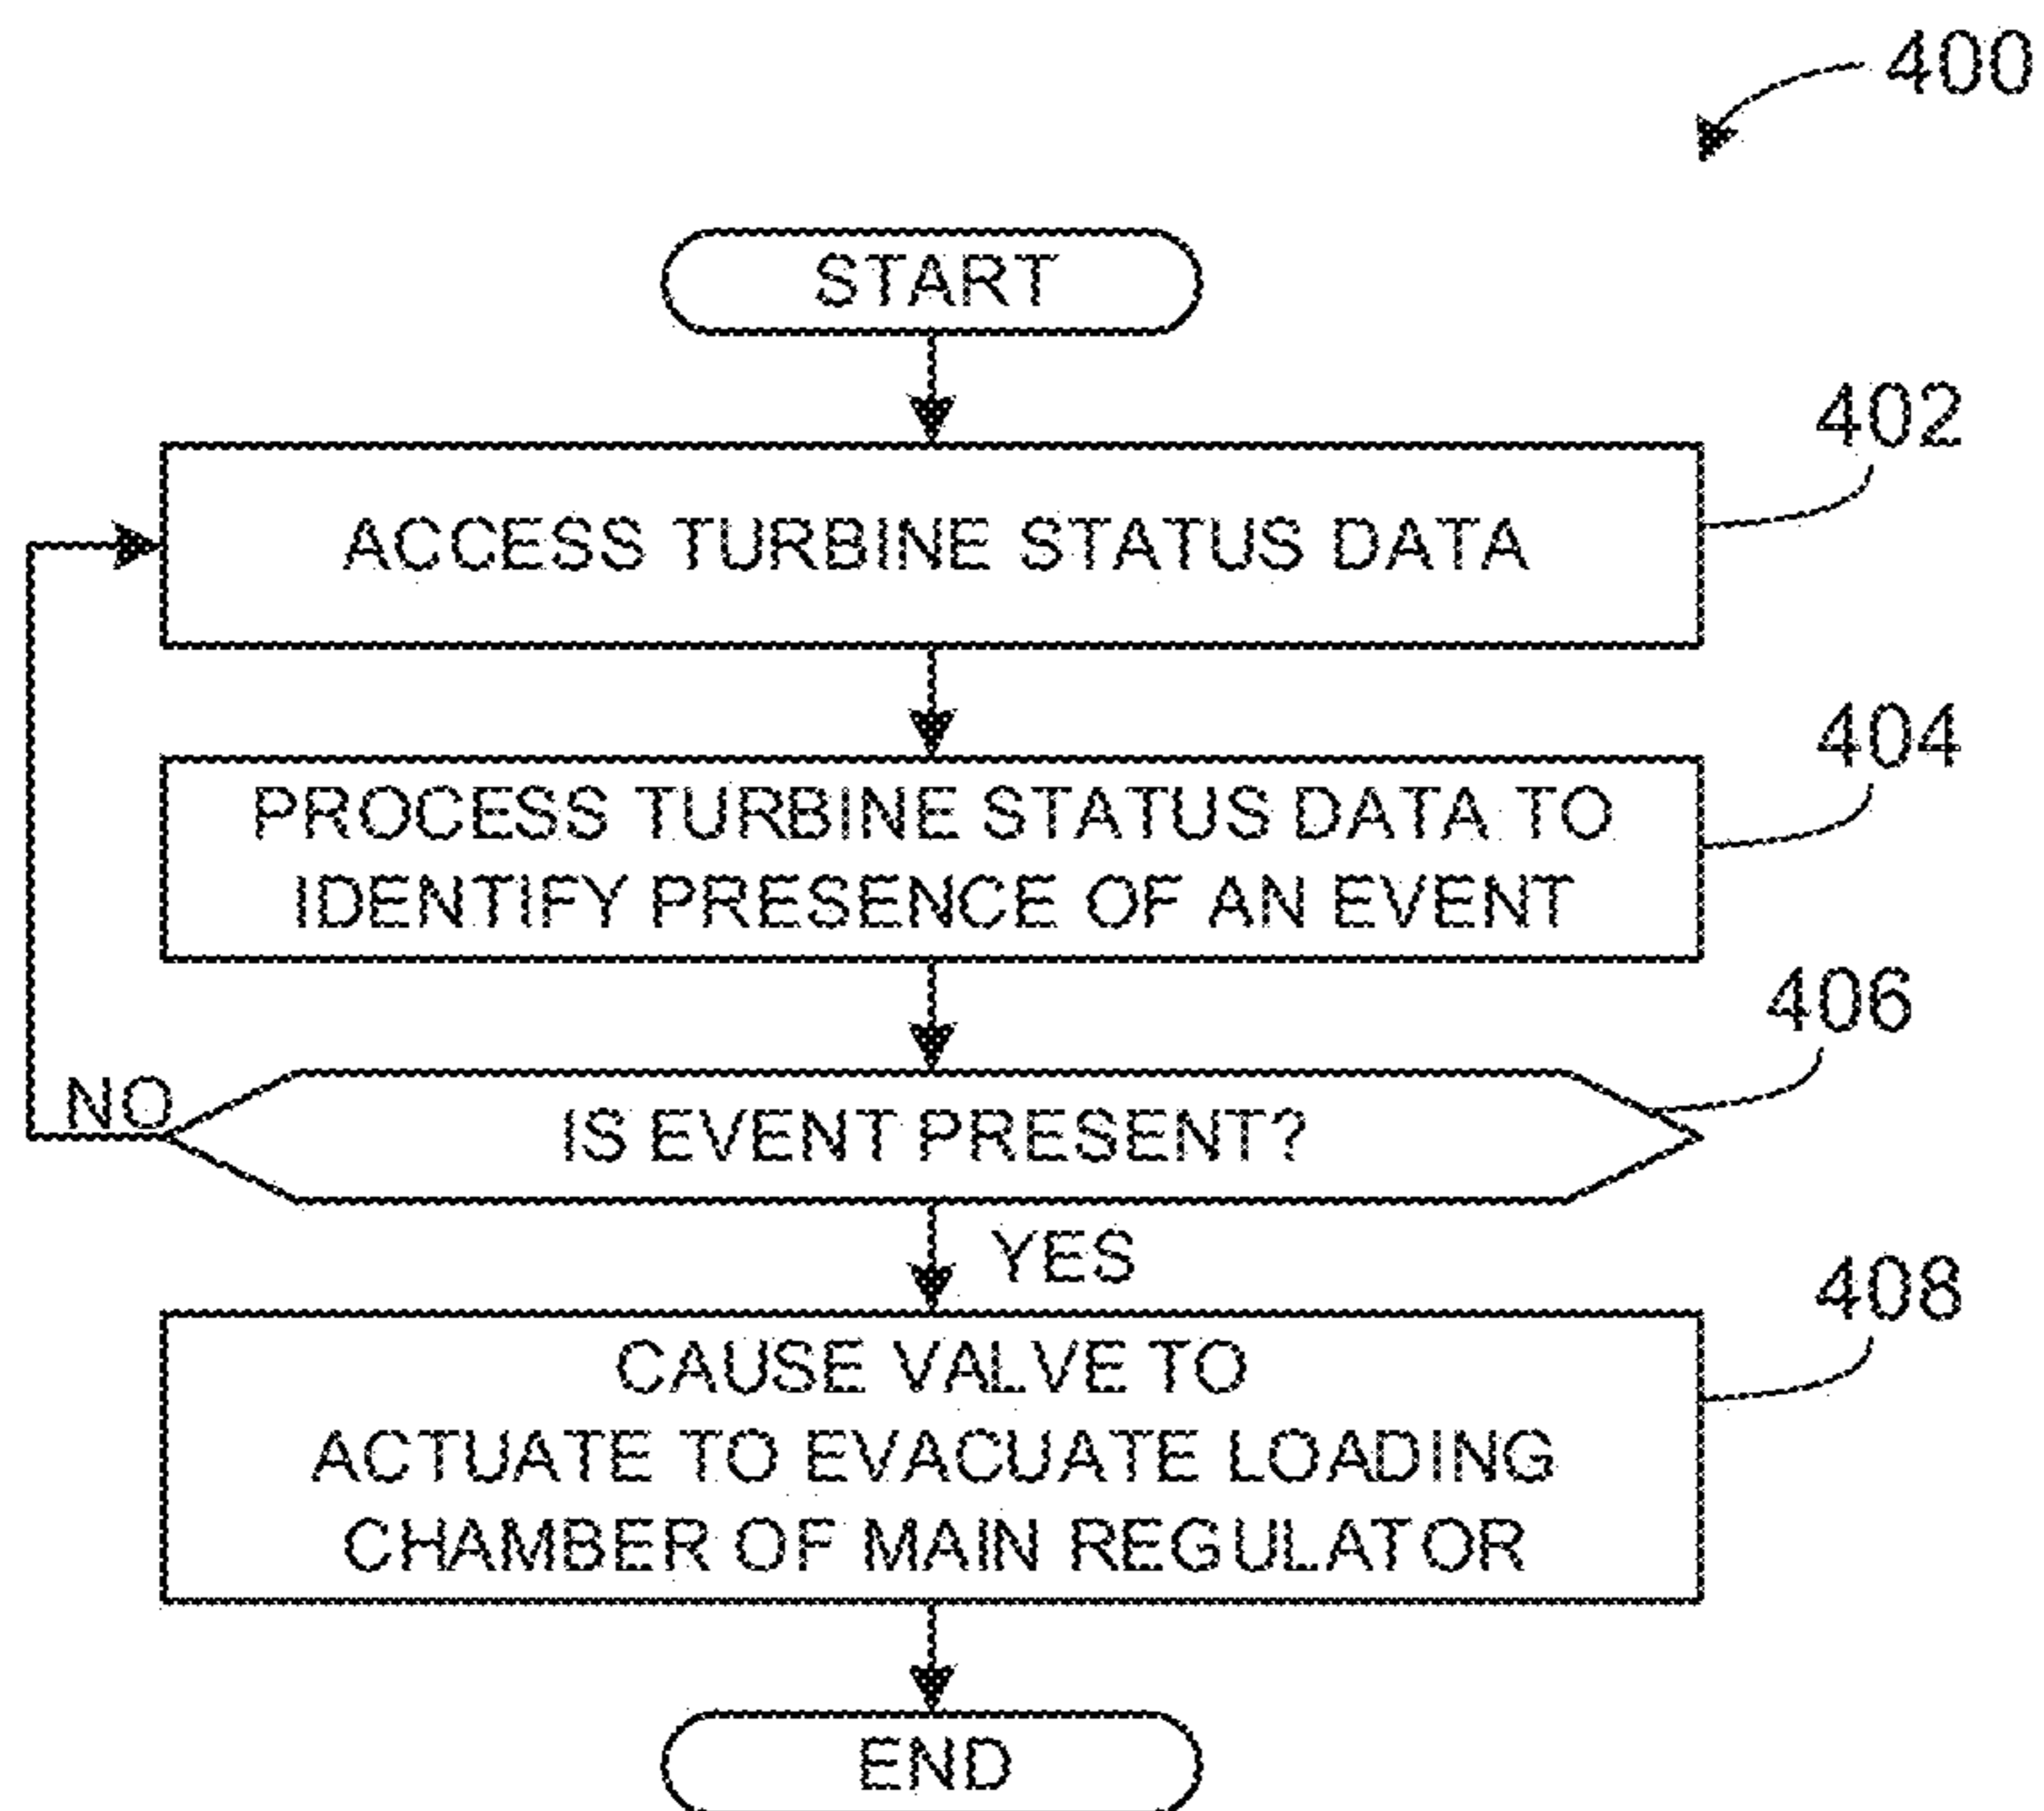 400
START
402
ACCESS TURBINE STATUS DATA
404
PROCESS TURBINE STATUS DATA TO
IDENTIFY PRESENCE OF AN EVENT
406
NO
IS EVENT PRESENT?
YES
408
CAUSE VALVE TO
ACTUATE TO EVACUATE LOADING
CHAMBER OF MAIN REGULATOR
END